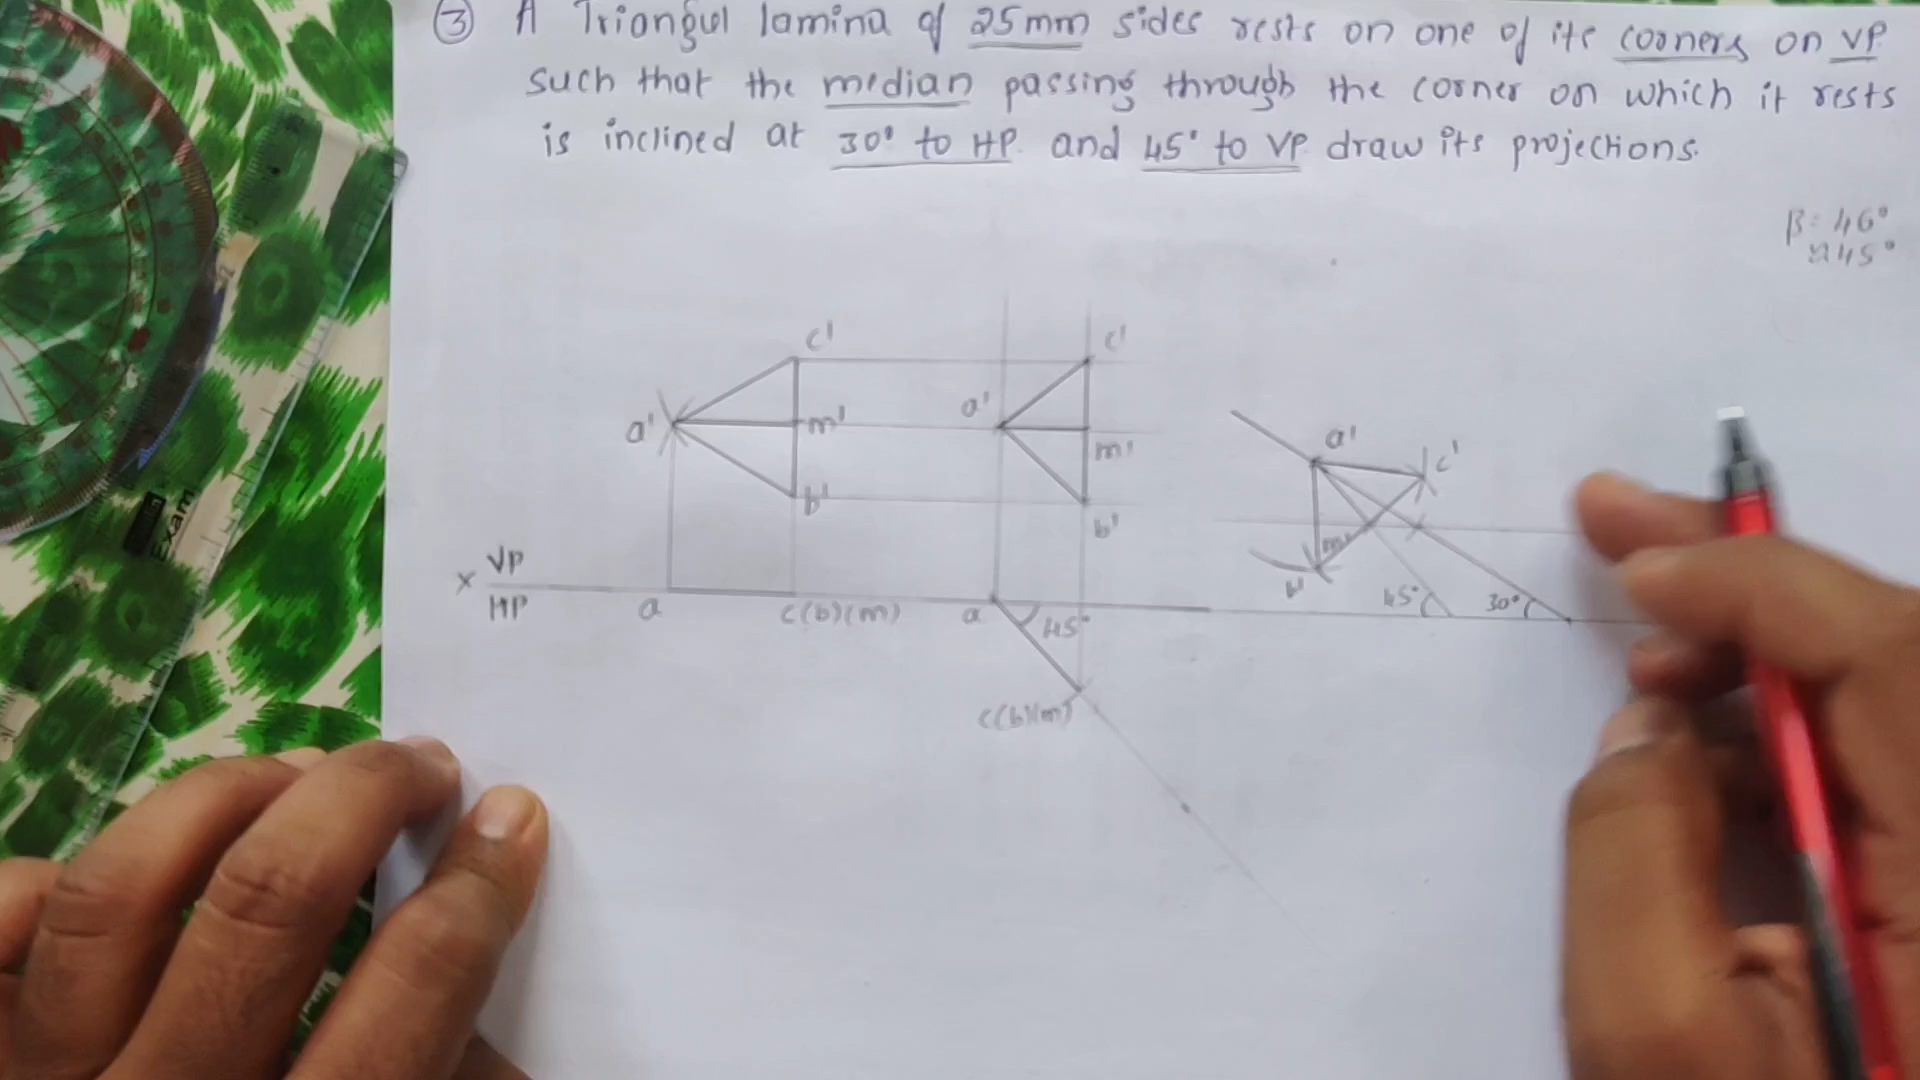 ③ A Triongul lamina of 25mm sides rests on one of its corners on VP
such that the median passing through the corner on which it rests
is inclined at 30° to HP and 45° to VP draw its projections.
β = 46°
≈45°
c' c'
a' m' a' m' a' c'
b' b' m' b'
X VP
HP
a c(b)(m) a 45° 45° 30°
c(b)(m)
Exam